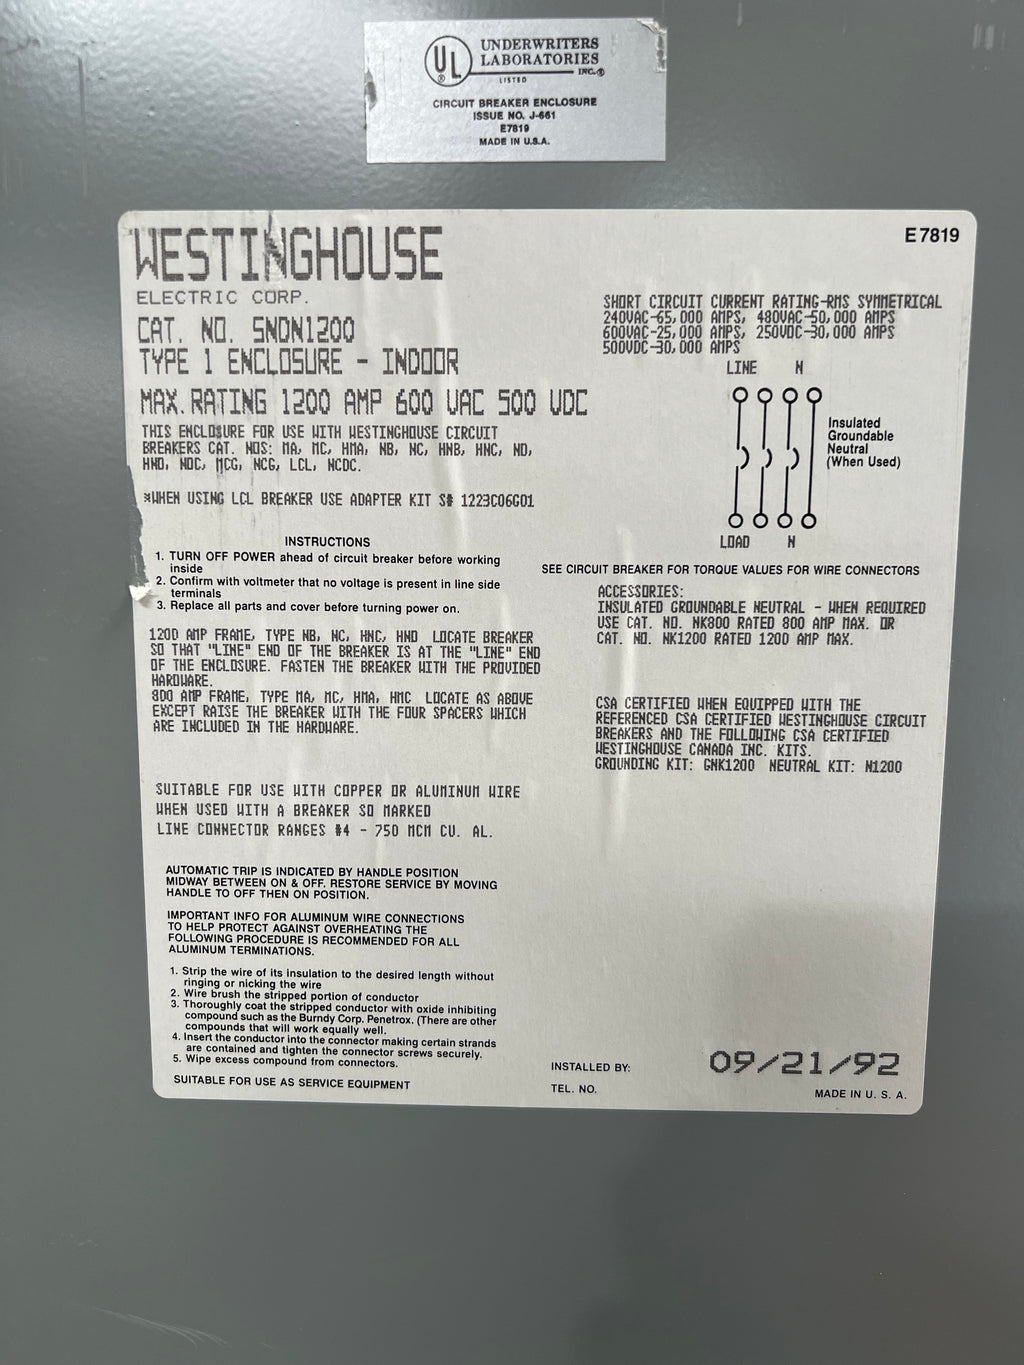 UL
®
UNDERWRITERS
LABORATORIES
INC.®
LISTED
CIRCUIT BREAKER ENCLOSURE
ISSUE NO. J-661
E7819
MADE IN U.S.A.
E7819
WESTINGHOUSE
ELECTRIC CORP.
CAT. NO. SNDN1200
TYPE 1 ENCLOSURE - INDOOR
MAX. RATING 1200 AMP 600 VAC 500 VDC
THIS ENCLOSURE FOR USE WITH WESTINGHOUSE CIRCUIT
BREAKERS CAT. NOS: MA, MC, HMA, NB, NC, HNB, HNC, ND,
HND, NDC, MCG, NCG, LCL, NCDC.
*WHEN USING LCL BREAKER USE ADAPTER KIT S# 1223C06G01
INSTRUCTIONS
1. TURN OFF POWER ahead of circuit breaker before working
inside
2. Confirm with voltmeter that no voltage is present in line side
terminals
3. Replace all parts and cover before turning power on.
1200 AMP FRAME, TYPE NB, NC, HNC, HND LOCATE BREAKER
SO THAT "LINE" END OF THE BREAKER IS AT THE "LINE" END
OF THE ENCLOSURE. FASTEN THE BREAKER WITH THE PROVIDED
HARDWARE.
800 AMP FRAME, TYPE MA, MC, HMA, HMC LOCATE AS ABOVE
EXCEPT RAISE THE BREAKER WITH THE FOUR SPACERS WHICH
ARE INCLUDED IN THE HARDWARE.
SUITABLE FOR USE WITH COPPER OR ALUMINUM WIRE
WHEN USED WITH A BREAKER SO MARKED
LINE CONNECTOR RANGES #4 - 750 MCM CU. AL.
AUTOMATIC TRIP IS INDICATED BY HANDLE POSITION
MIDWAY BETWEEN ON & OFF. RESTORE SERVICE BY MOVING
HANDLE TO OFF THEN ON POSITION.
IMPORTANT INFO FOR ALUMINUM WIRE CONNECTIONS
TO HELP PROTECT AGAINST OVERHEATING THE
FOLLOWING PROCEDURE IS RECOMMENDED FOR ALL
ALUMINUM TERMINATIONS.
1. Strip the wire of its insulation to the desired length without
ringing or nicking the wire
2. Wire brush the stripped portion of conductor
3. Thoroughly coat the stripped conductor with oxide inhibiting
compound such as the Burndy Corp. Penetrox. (There are other
compounds that will work equally well.
4. Insert the conductor into the connector making certain strands
are contained and tighten the connector screws securely.
5. Wipe excess compound from connectors.
SUITABLE FOR USE AS SERVICE EQUIPMENT
SHORT CIRCUIT CURRENT RATING-RMS SYMMETRICAL
240VAC-65,000 AMPS, 480VAC-50,000 AMPS
600VAC-25,000 AMPS, 250VDC-30,000 AMPS
500VDC-30,000 AMPS
LINE N
Insulated
Groundable
Neutral
(When Used)
LOAD N
SEE CIRCUIT BREAKER FOR TORQUE VALUES FOR WIRE CONNECTORS
ACCESSORIES:
INSULATED GROUNDABLE NEUTRAL - WHEN REQUIRED
USE CAT. NO. NK800 RATED 800 AMP MAX. OR
CAT. NO. NK1200 RATED 1200 AMP MAX.
CSA CERTIFIED WHEN EQUIPPED WITH THE
REFERENCED CSA CERTIFIED WESTINGHOUSE CIRCUIT
BREAKERS AND THE FOLLOWING CSA CERTIFIED
WESTINGHOUSE CANADA INC. KITS.
GROUNDING KIT: GNK1200 NEUTRAL KIT: N1200
INSTALLED BY:
TEL. NO.
09/21/92
MADE IN U. S. A.